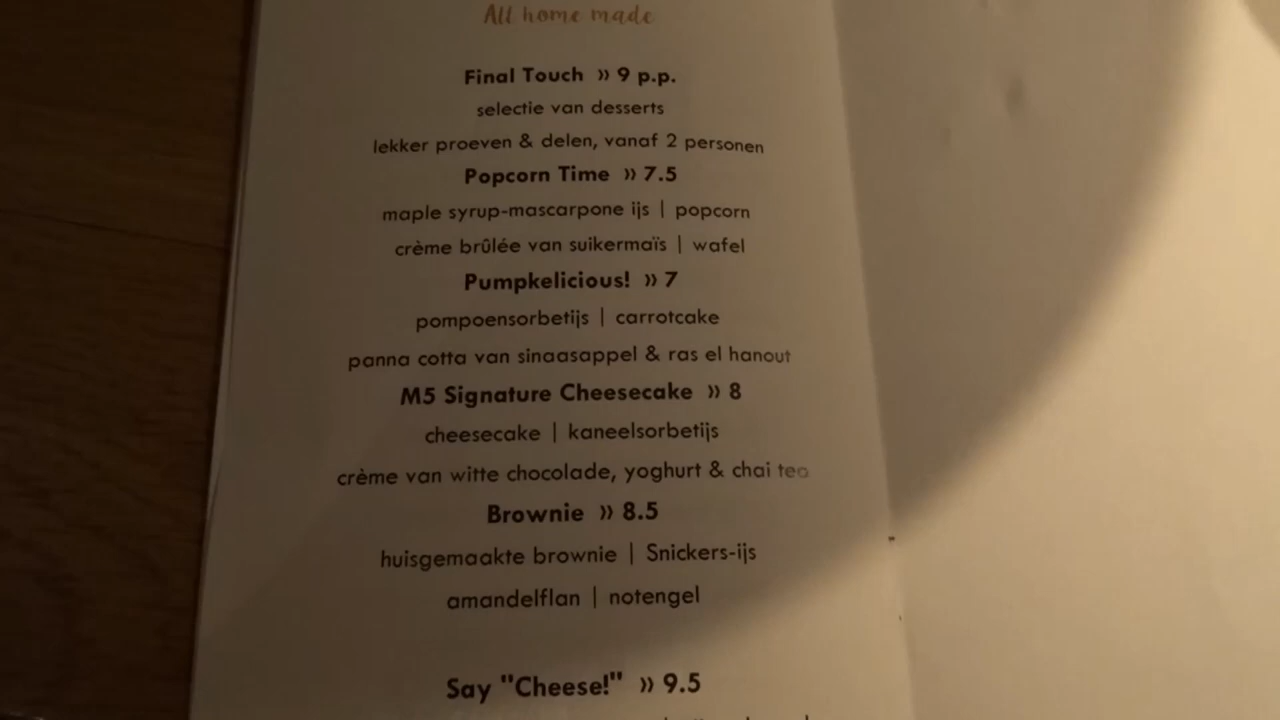 All home made
Final Touch » 9 p.p.
selectie van desserts
lekker proeven & delen, vanaf 2 personen
Popcorn Time » 7.5
maple syrup-mascarpone ijs | popcorn
crème brûlée van suikermaïs | wafel
Pumpkelicious! » 7
pompoensorbetijs | carrotcake
panna cotta van sinaasappel & ras el hanout
M5 Signature Cheesecake » 8
cheesecake | kaneelsorbetijs
crème van witte chocolade, yoghurt & chai tea
Brownie » 8.5
huisgemaakte brownie | Snickers-ijs
amandelflan | notengel
Say "Cheese!" » 9.5